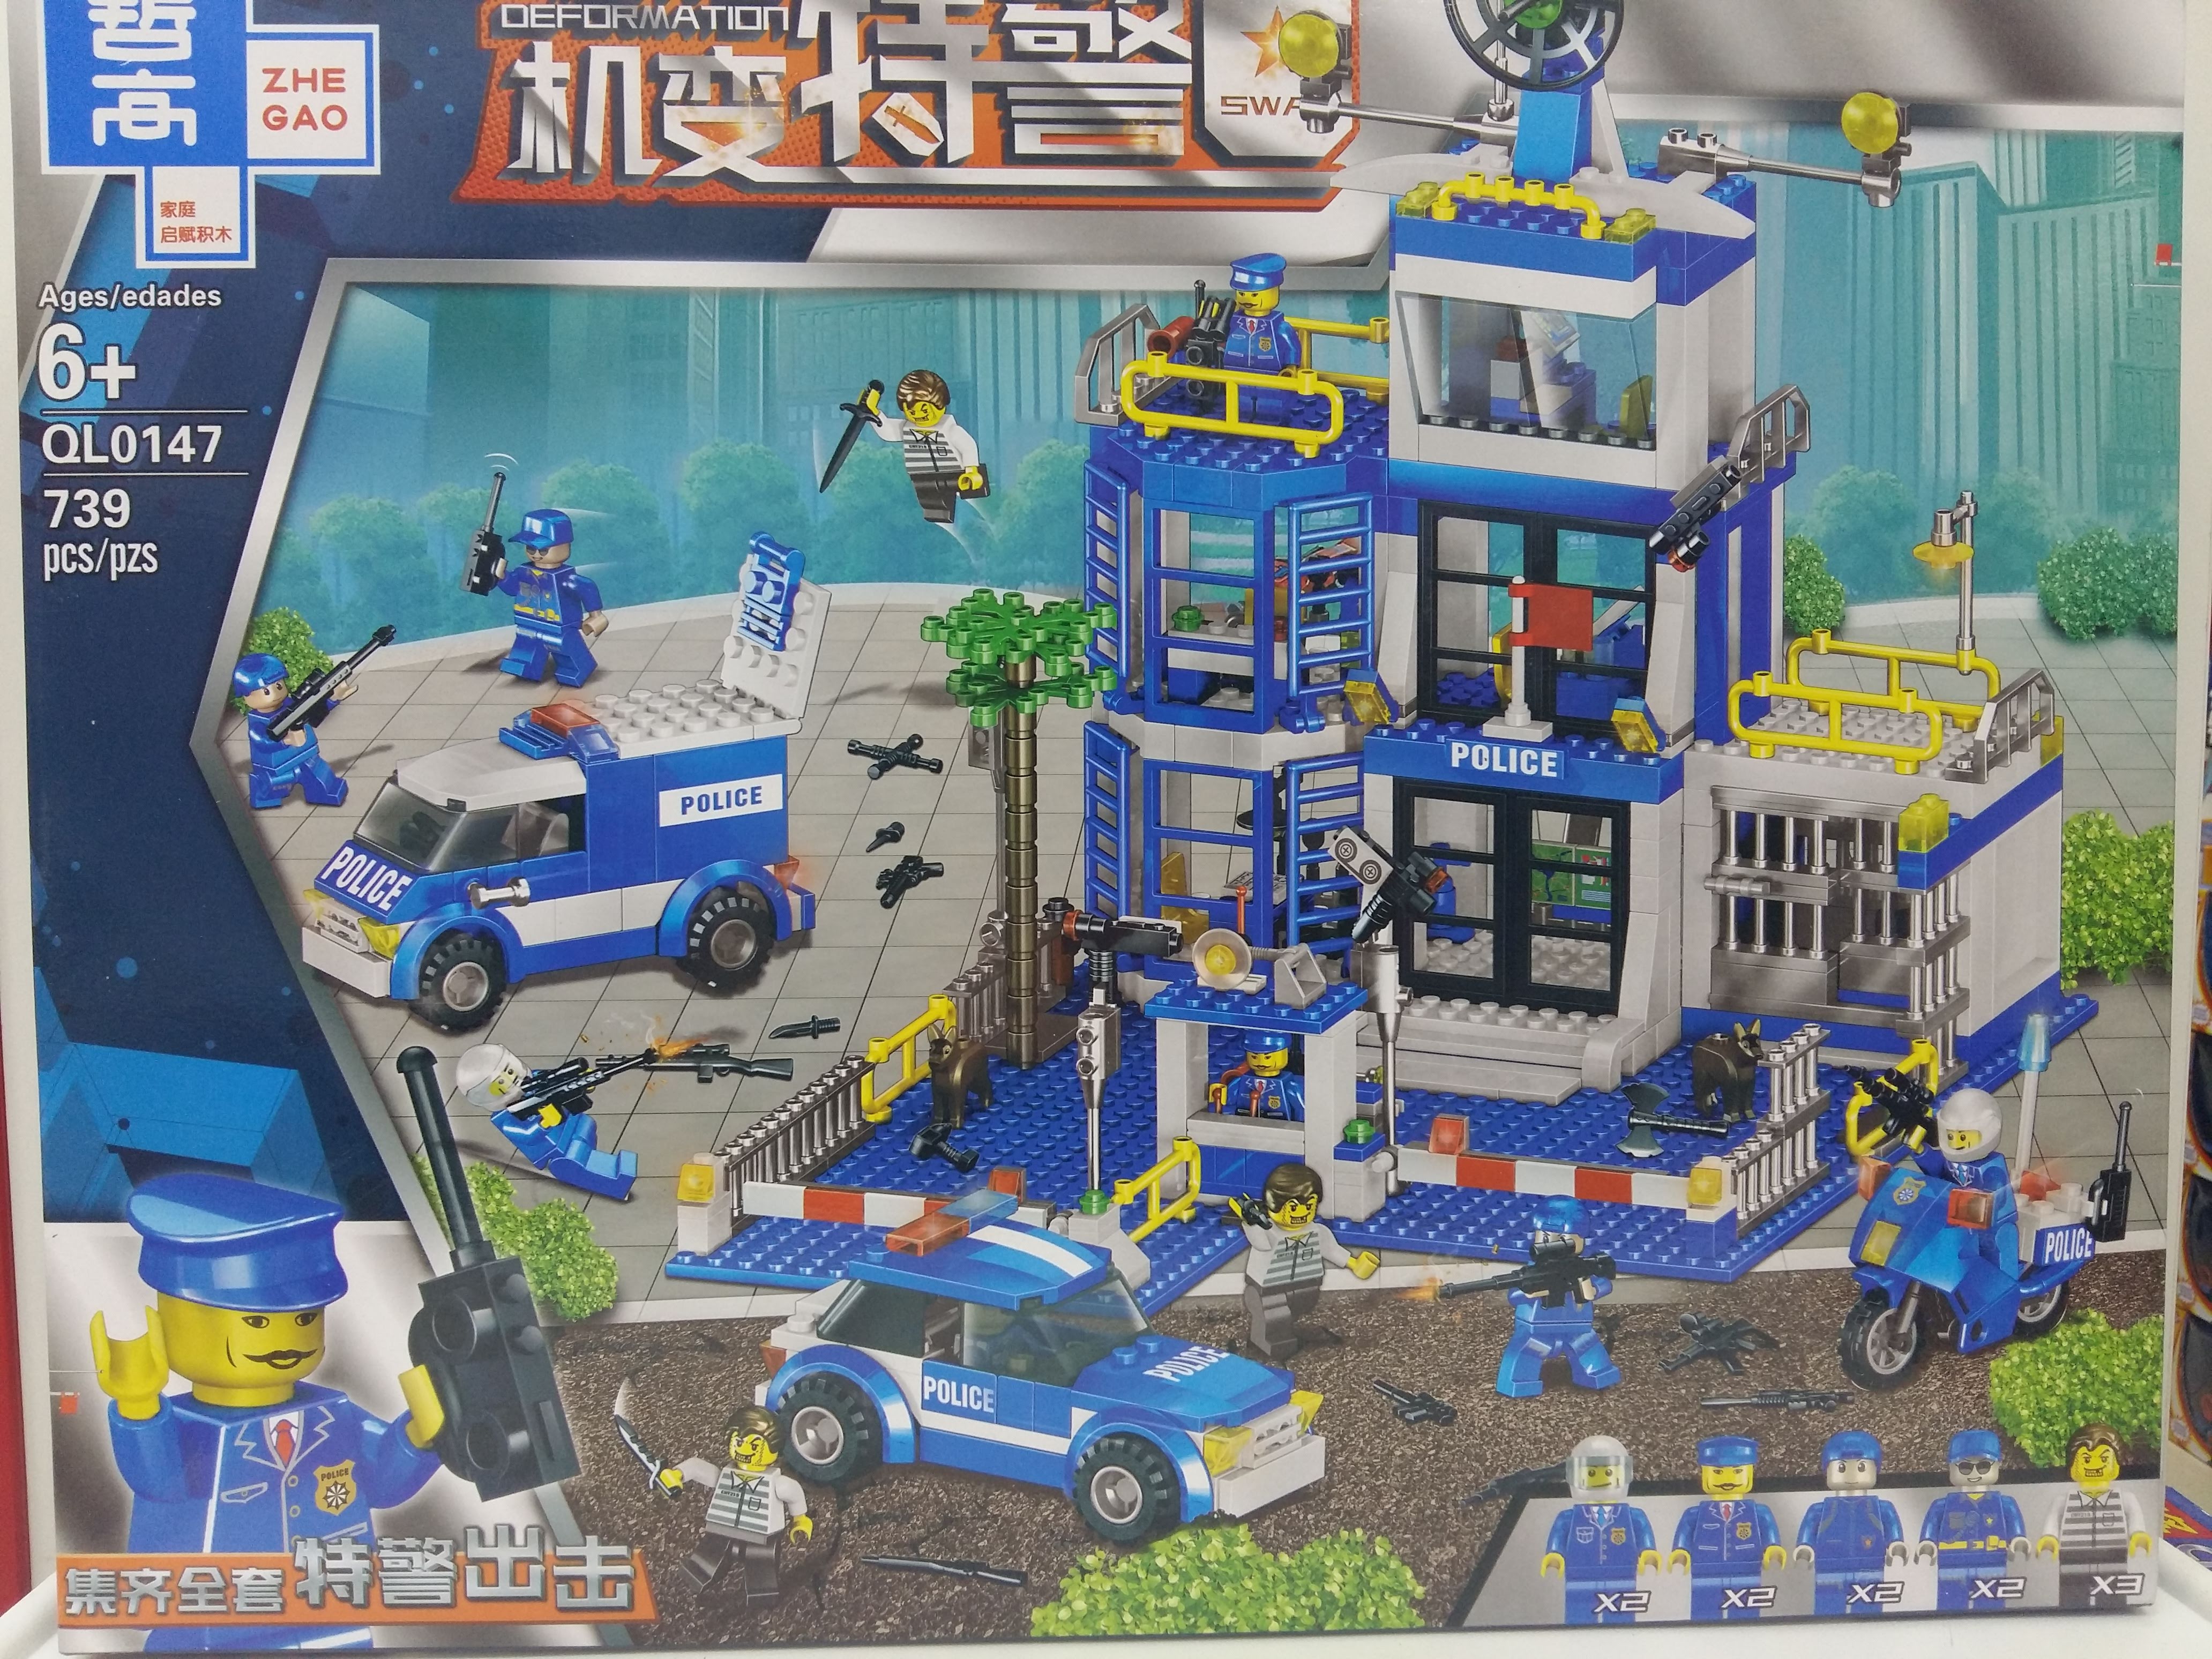 哲高
ZHE
GAO
家庭
启赋积木
DEFORMATION
机变特警
SWA
Ages/edades
6+
QL0147
739
pcs/pzs
POLICE
POLICE
POLICE
POLICE
POLICE
POLICE
POLICE
集齐全套特警出击
X2
X2
X2
X2
X3